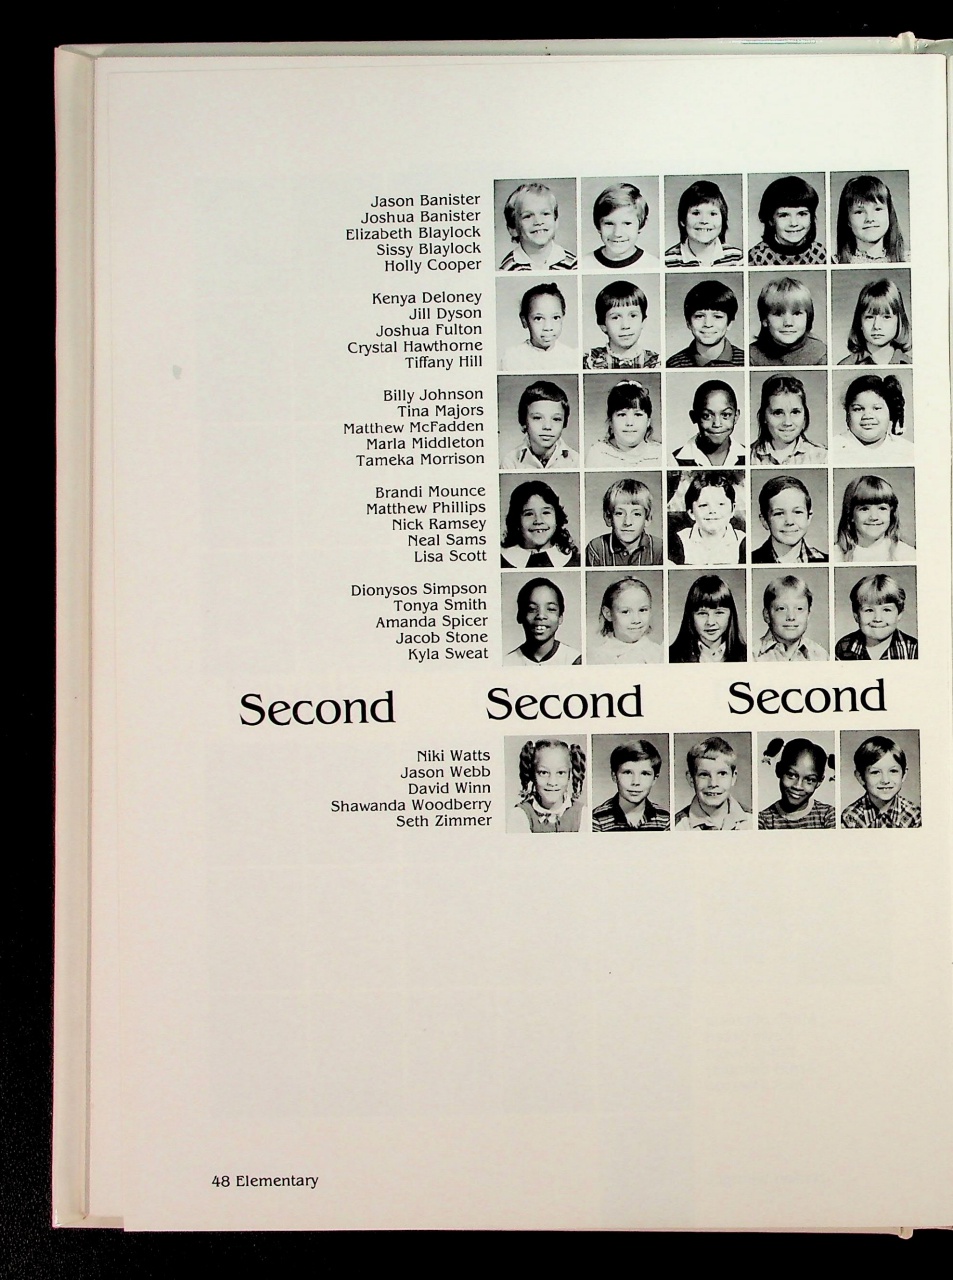 Jason Banister
Joshua Banister
Elizabeth Blaylock
Sissy Blaylock
Holly Cooper
Kenya Deloney
Jill Dyson
Joshua Fulton
Crystal Hawthorne
Tiffany Hill
Billy Johnson
Tina Majors
Matthew McFadden
Marla Middleton
Tameka Morrison
Brandi Mounce
Matthew Phillips
Nick Ramsey
Neal Sams
Lisa Scott
Dionysos Simpson
Tonya Smith
Amanda Spicer
Jacob Stone
Kyla Sweat
Second Second Second
Niki Watts
Jason Webb
David Winn
Shawanda Woodberry
Seth Zimmer
48 Elementary